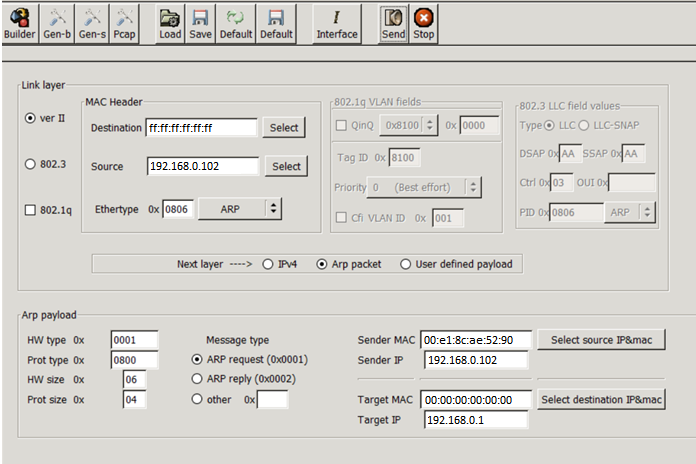 Builder Gen-b Gen-s Pcap Load Save Default Default Interface Send Stop
Link layer
ver II
802.3
802.1q
MAC Header
Destination ff:ff:ff:ff:ff:ff Select
Source 192.168.0.102 Select
Ethertype 0x 0806 ARP
802.1q VLAN fields
QinQ 0x8100 0x 0000
Tag ID 0x 8100
Priority 0 (Best effort)
Cfi VLAN ID 0x 001
802.3 LLC field values
Type LLC LLC-SNAP
DSAP 0x AA SSAP 0x AA
Ctrl 0x 03 OUI 0x
PID 0x 0806 ARP
Next layer ----> IPv4 Arp packet User defined payload
Arp payload
HW type 0x 0001
Prot type 0x 0800
HW size 0x 06
Prot size 0x 04
Message type
ARP request (0x0001)
ARP reply (0x0002)
other 0x
Sender MAC 00:e1:8c:ae:52:90 Select source IP&mac
Sender IP 192.168.0.102
Target MAC 00:00:00:00:00:00 Select destination IP&mac
Target IP 192.168.0.1